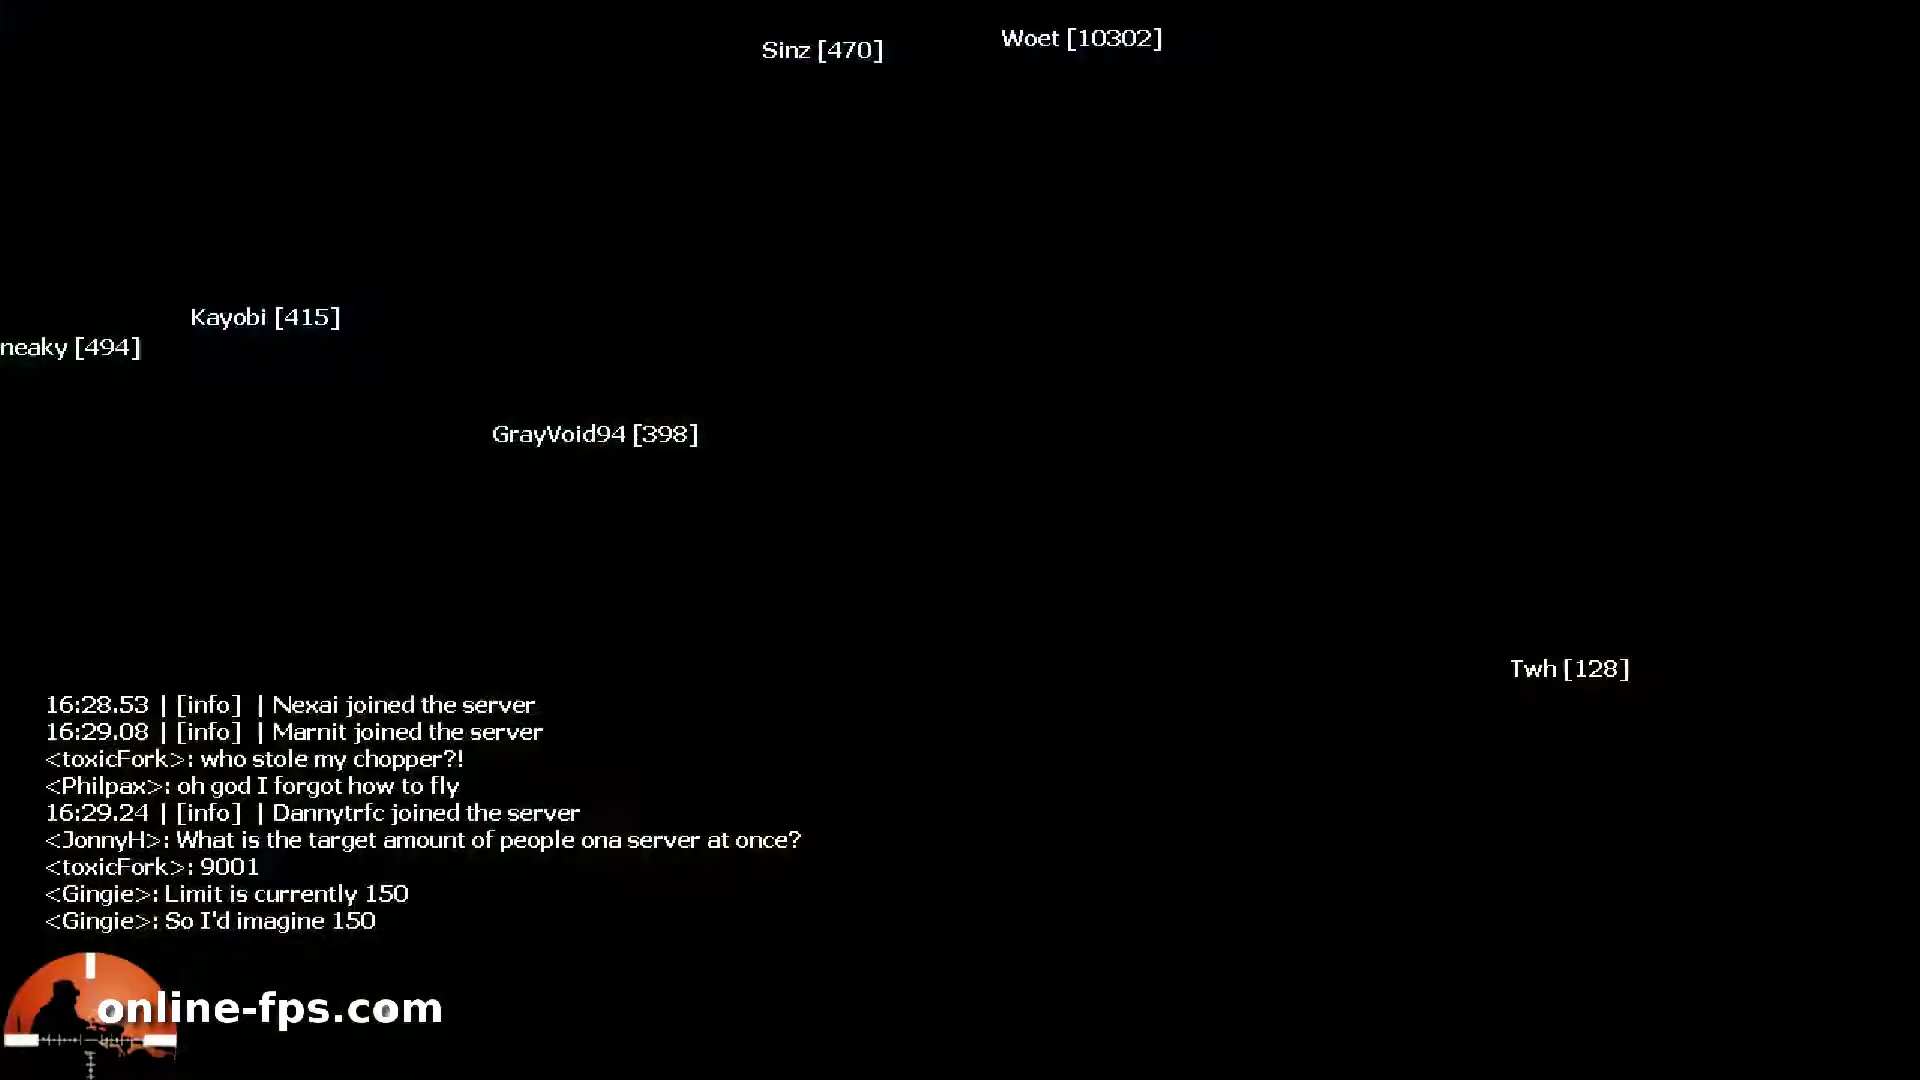 Woet [10302]
Sinz [470]
Kayobi [415]
neaky [494]
GrayVoid94 [398]
Twh [128]
16:28.53 | [info] | Nexai joined the server
16:29.08 | [info] | Marnit joined the server
<toxicFork>: who stole my chopper?!
<Philpax>: oh god I forgot how to fly
16:29.24 | [info] | Dannytrfc joined the server
<JonnyH>: What is the target amount of people ona server at once?
<toxicFork>: 9001
<Gingie>: Limit is currently 150
<Gingie>: So I'd imagine 150
online-fps.com